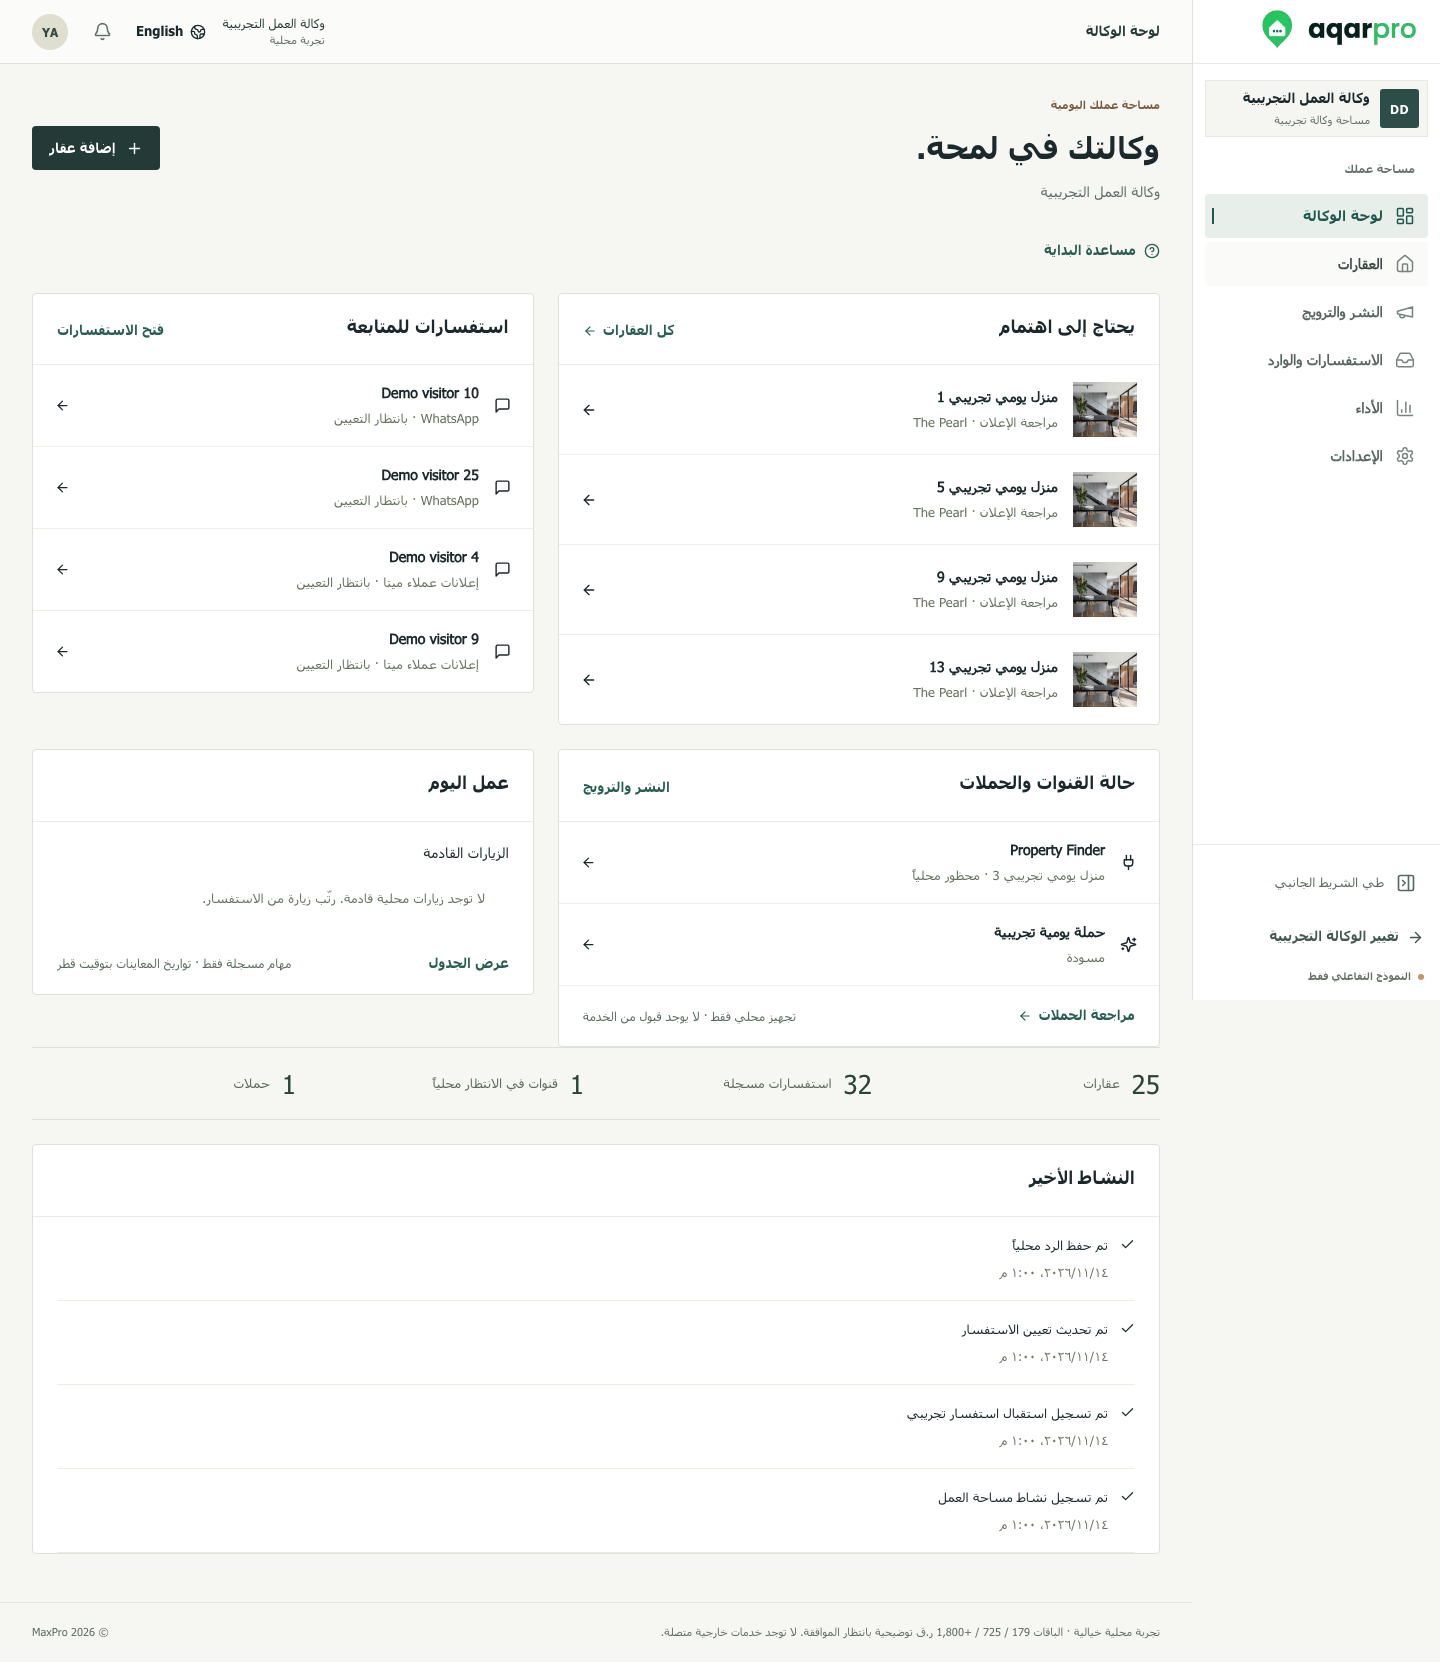 aqarpro
لوحة الوكالة
وكالة العمل التجريبية
تجربة محلية
English
YA
DD
وكالة العمل التجريبية
مساحة وكالة تجريبية
مساحة عملك
لوحة الوكالة
العقارات
النشر والترويج
الاستفسارات والوارد
الأداء
الإعدادات
طي الشريط الجانبي
تغيير الوكالة التجريبية
النموذج التفاعلي فقط
مساحة عملك اليومية
وكالتك في لمحة.
وكالة العمل التجريبية
إضافة عقار
مساعدة البداية
يحتاج إلى اهتمام
كل العقارات
منزل يومي تجريبي 1
مراجعة الإعلان · The Pearl
منزل يومي تجريبي 5
مراجعة الإعلان · The Pearl
منزل يومي تجريبي 9
مراجعة الإعلان · The Pearl
منزل يومي تجريبي 13
مراجعة الإعلان · The Pearl
استفسارات للمتابعة
فتح الاستفسارات
Demo visitor 10
WhatsApp · بانتظار التعيين
Demo visitor 25
WhatsApp · بانتظار التعيين
Demo visitor 4
إعلانات عملاء ميتا · بانتظار التعيين
Demo visitor 9
إعلانات عملاء ميتا · بانتظار التعيين
حالة القنوات والحملات
النشر والترويج
Property Finder
منزل يومي تجريبي 3 · محظور محلياً
حملة يومية تجريبية
مسودة
مراجعة الحملات
تجهيز محلي فقط · لا يوجد قبول من الخدمة
عمل اليوم
الزيارات القادمة
لا توجد زيارات محلية قادمة. رتّب زيارة من الاستفسار.
عرض الجدول
مهام مسجلة فقط · تواريخ المعاينات بتوقيت قطر
25 عقارات
32 استفسارات مسجلة
1 قنوات في الانتظار محلياً
1 حملات
النشاط الأخير
تم حفظ الرد محلياً
١٤‏/١١‏/٢٠٢٦، ١:٠٠ م
تم تحديث تعيين الاستفسار
١٤‏/١١‏/٢٠٢٦، ١:٠٠ م
تم تسجيل استقبال استفسار تجريبي
١٤‏/١١‏/٢٠٢٦، ١:٠٠ م
تم تسجيل نشاط مساحة العمل
١٤‏/١١‏/٢٠٢٦، ١:٠٠ م
تجربة محلية خيالية · الباقات 179 / 725 / +1,800 ر.ق توضيحية بانتظار الموافقة. لا توجد خدمات خارجية متصلة.
© MaxPro 2026